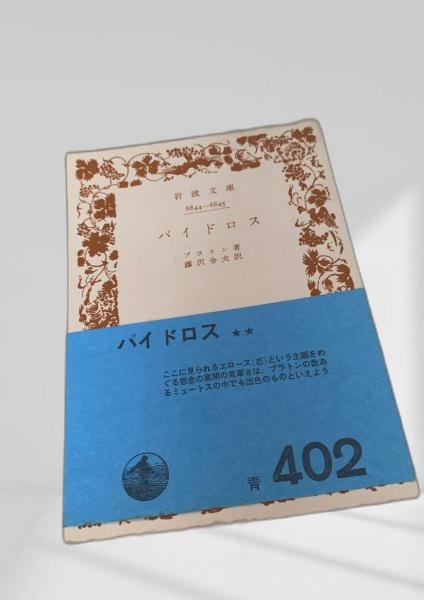 岩波文庫
6844—6845
パイドロス
プラトン著
藤沢令夫訳
パイドロス ★★
ここに見られるエロース(恋)という主題をめ
ぐる想念の展開の見事さは、プラトンの数あ
るミュートスの中でも出色のものといえよう.
青 402